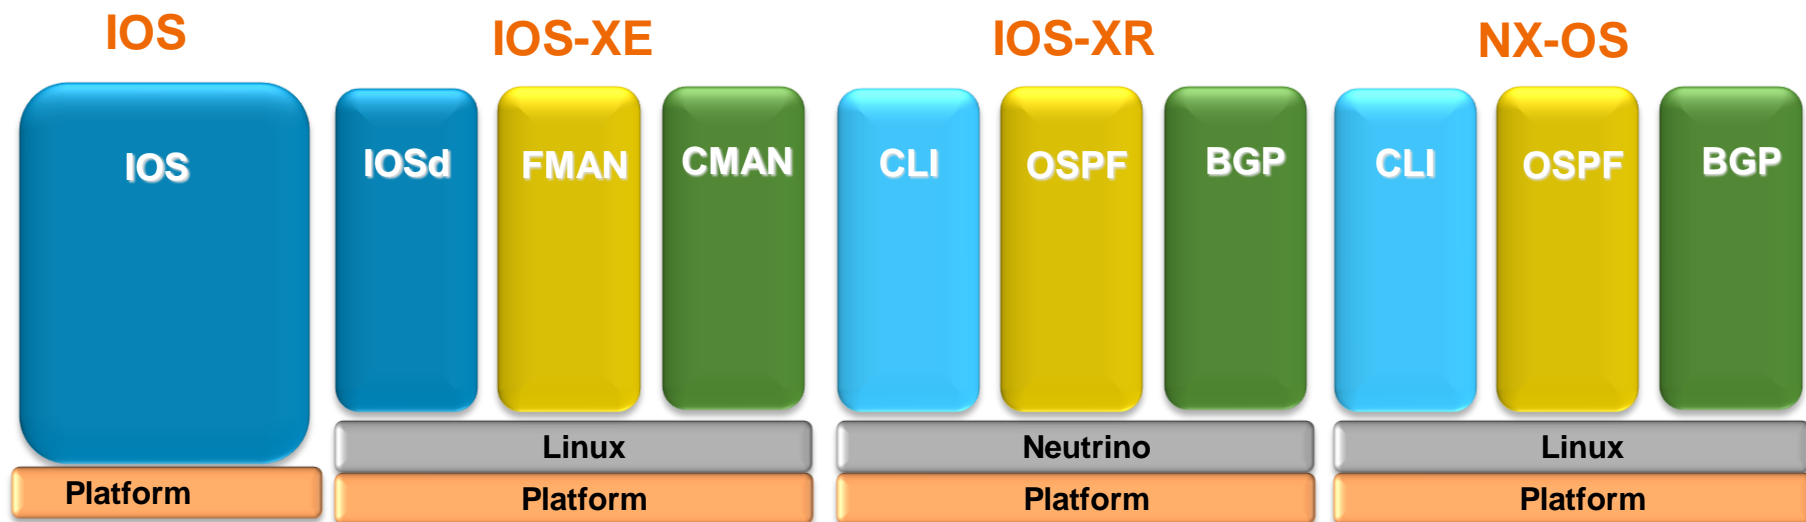 IOS
IOS-XE
IOS-XR
NX-OS
IOS
IOSd
FMAN
CMAN
CLI
OSPF
BGP
CLI
OSPF
BGP
Linux
Neutrino
Linux
Platform
Platform
Platform
Platform